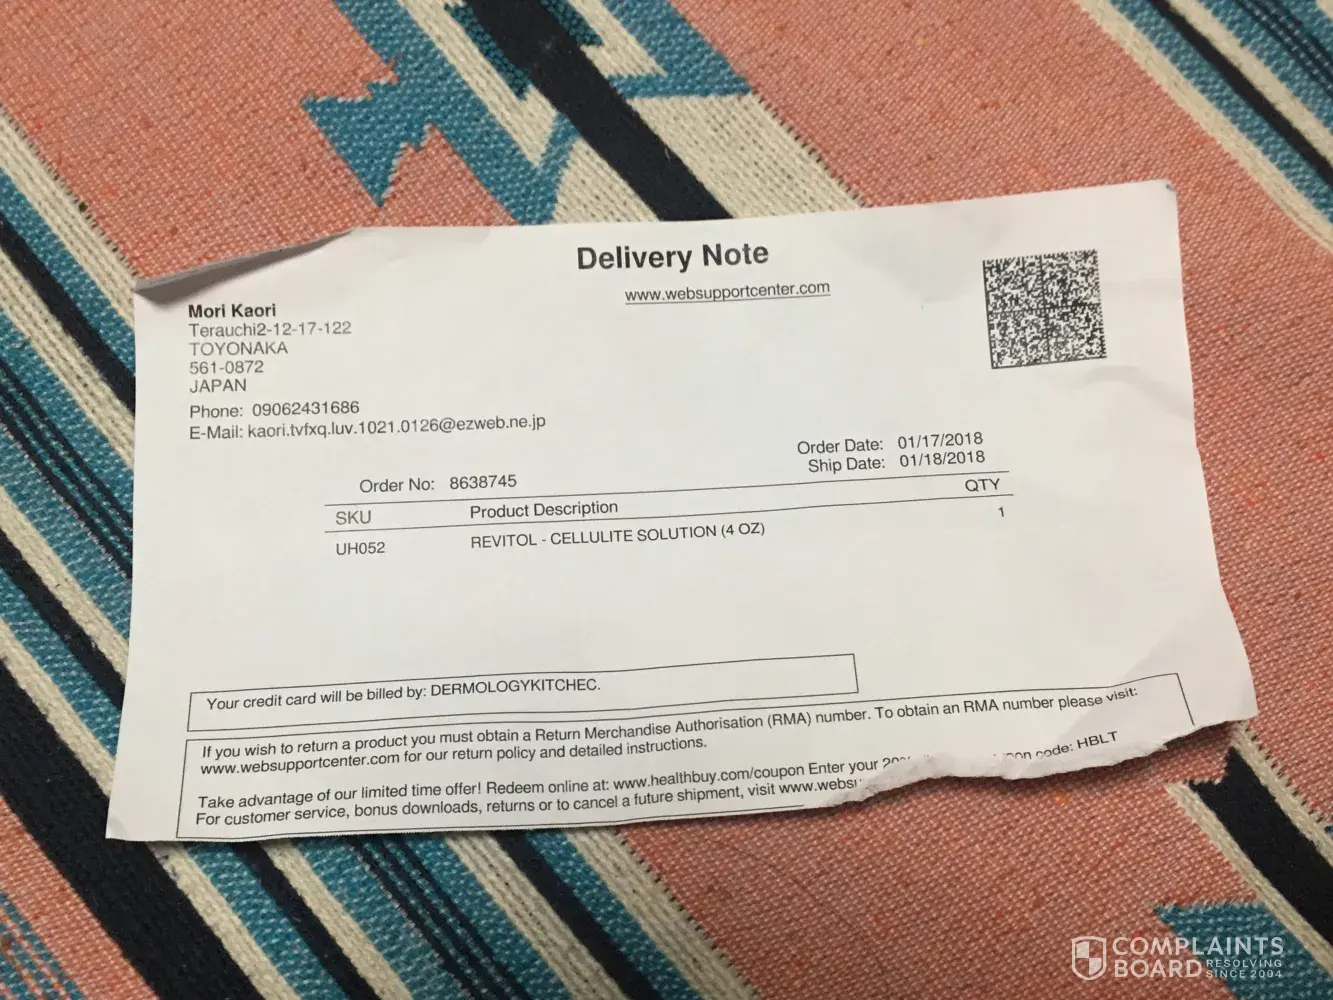 Delivery Note
www.websupportcenter.com
Mori Kaori
Terauchi2-12-17-122
TOYONAKA
561-0872
JAPAN
Phone: 09062431686
E-Mail: kaori.tvfxq.luv.1021.0126@ezweb.ne.jp
Order Date: 01/17/2018
Ship Date: 01/18/2018
Order No: 8638745
SKU Product Description QTY
UH052 REVITOL - CELLULITE SOLUTION (4 OZ) 1
Your credit card will be billed by: DERMOLOGYKITCHEC.
If you wish to return a product you must obtain a Return Merchandise Authorisation (RMA) number. To obtain an RMA number please visit:
www.websupportcenter.com for our return policy and detailed instructions.
Take advantage of our limited time offer! Redeem online at: www.healthbuy.com/coupon Enter your code: HBLT
For customer service, bonus downloads, returns or to cancel a future shipment, visit www.webs
COMPLAINTS
BOARD RESOLVING
SINCE 2004